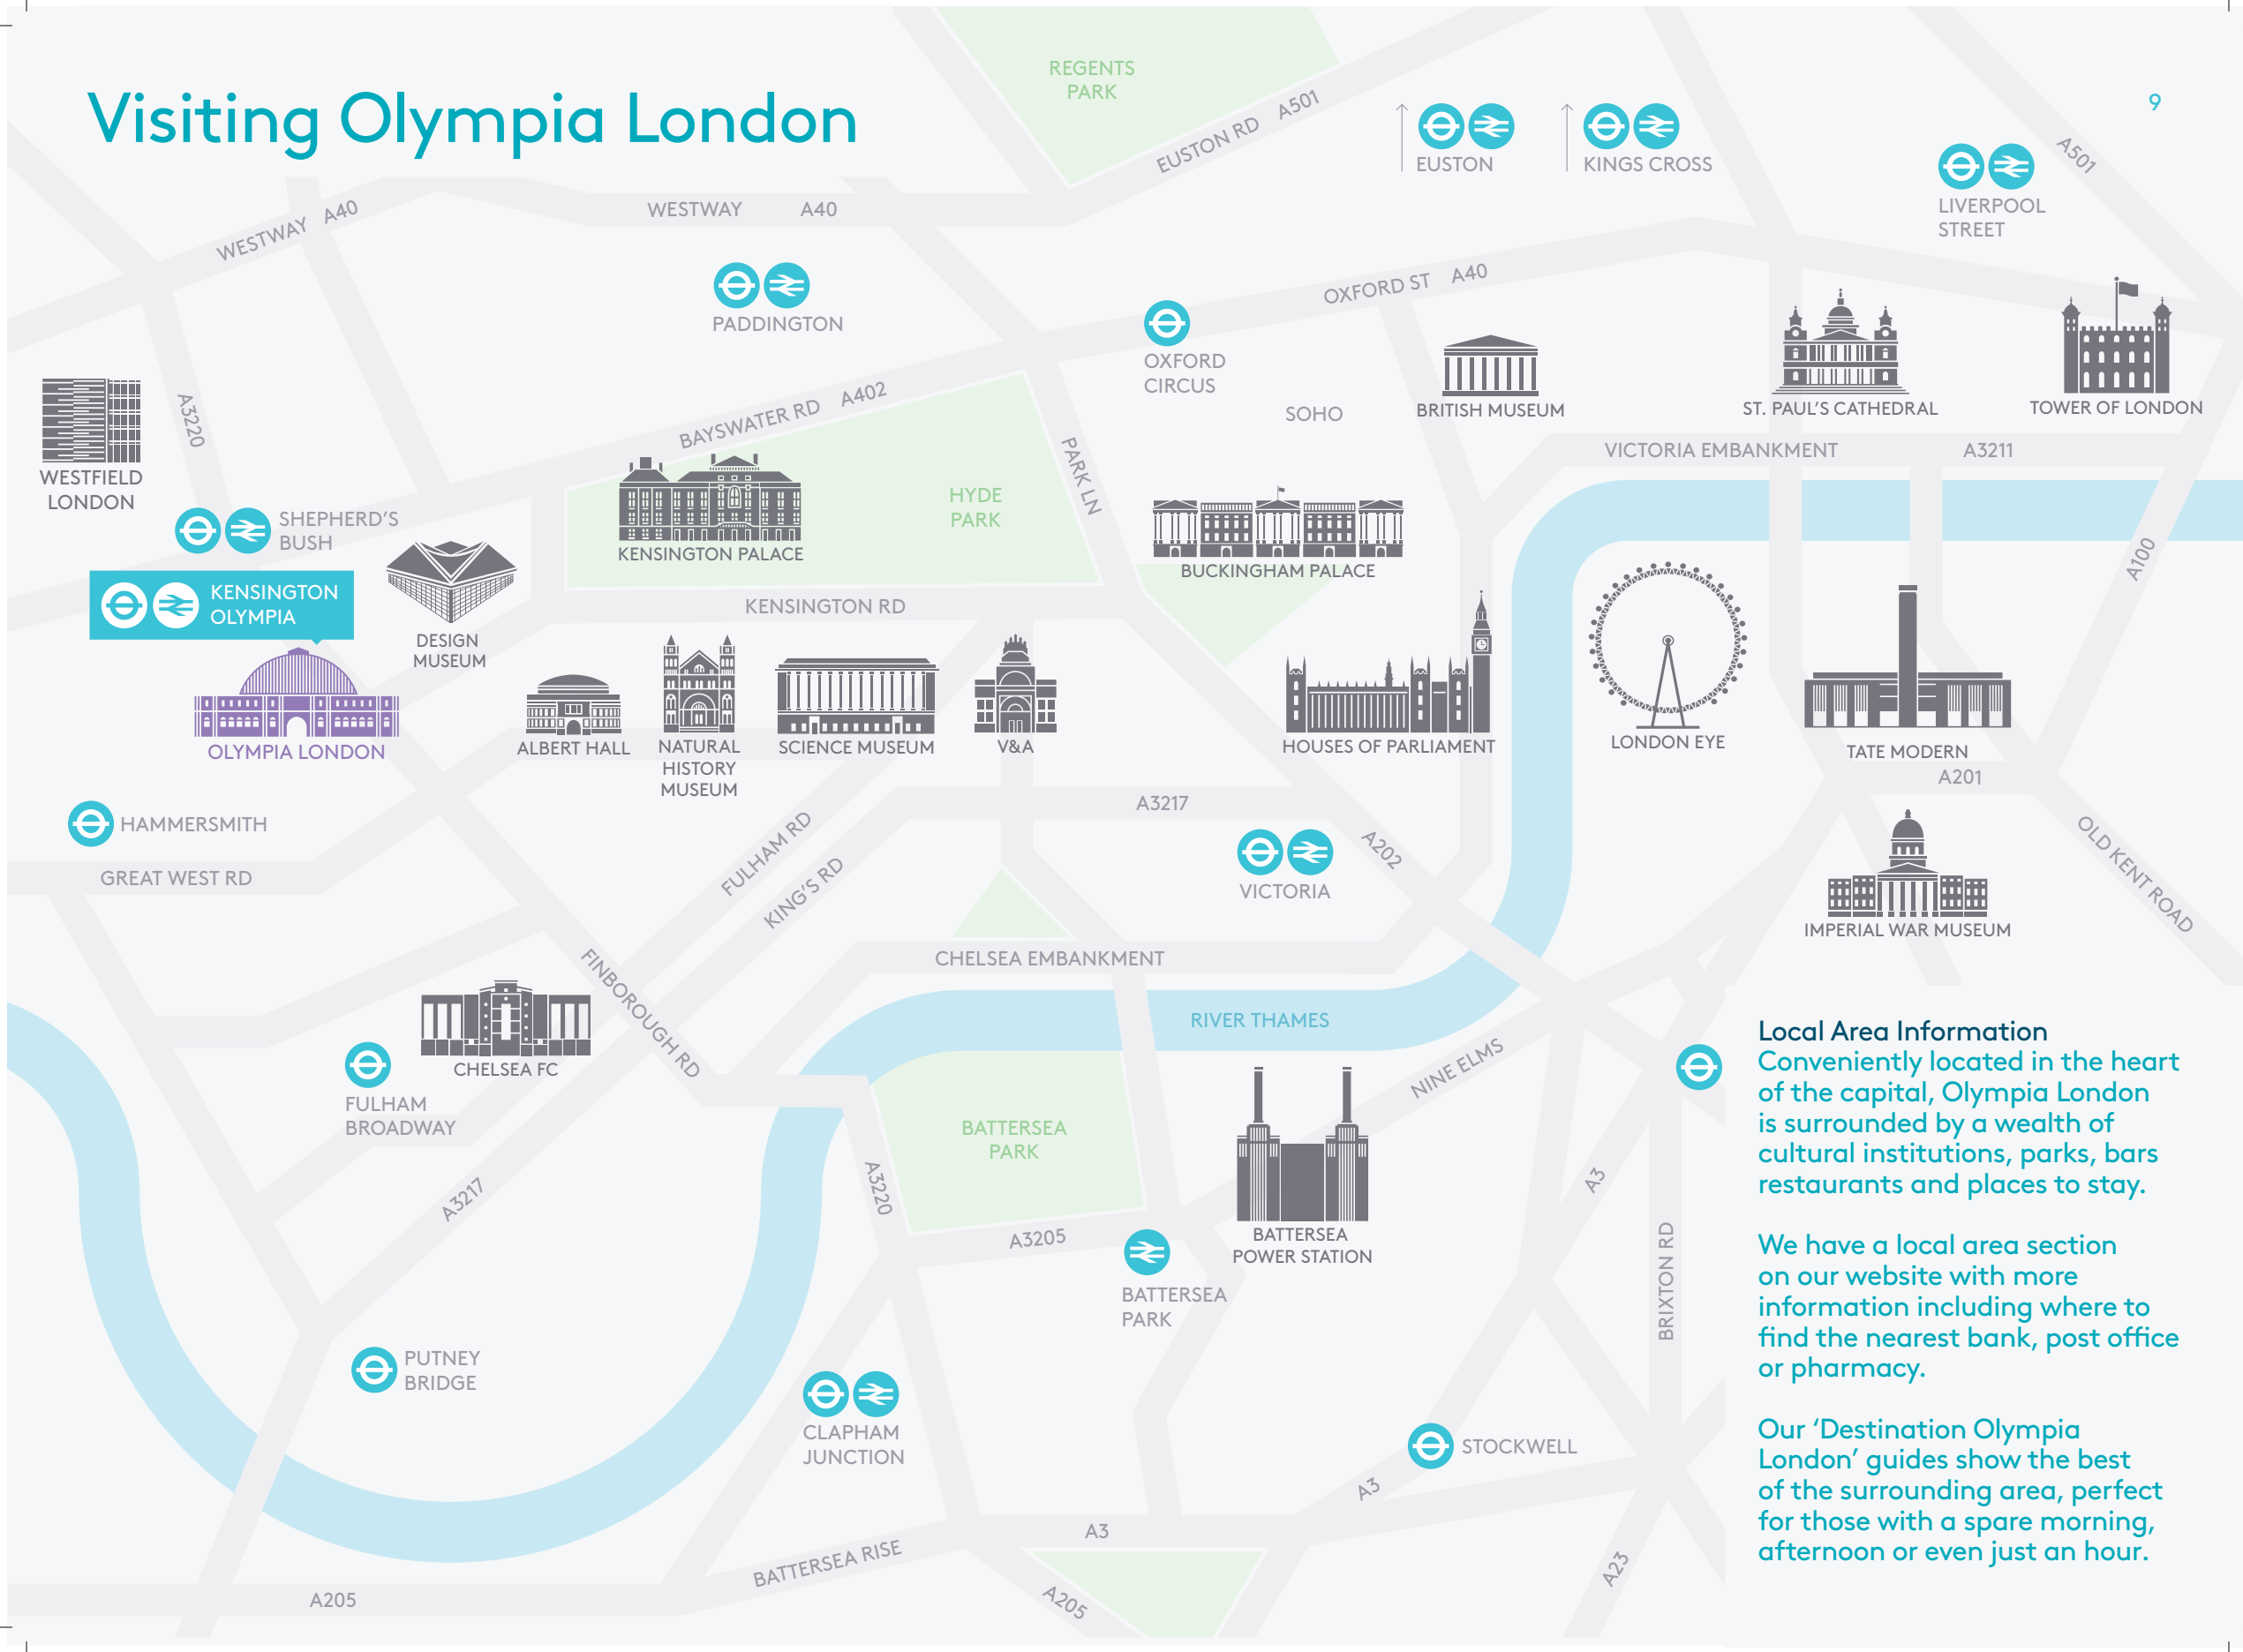 Visiting Olympia London
9
REGENTS
PARK
EUSTON RD A501
EUSTON
KINGS CROSS
A501
LIVERPOOL
STREET
WESTWAY A40
WESTWAY A40
PADDINGTON
OXFORD ST A40
OXFORD
CIRCUS
SOHO
BRITISH MUSEUM
ST. PAUL'S CATHEDRAL
TOWER OF LONDON
A3220
BAYSWATER RD A402
PARK LN
VICTORIA EMBANKMENT A3211
WESTFIELD
LONDON
SHEPHERD'S
BUSH
HYDE
PARK
KENSINGTON PALACE
BUCKINGHAM PALACE
A100
KENSINGTON
OLYMPIA
KENSINGTON RD
DESIGN
MUSEUM
OLYMPIA LONDON
ALBERT HALL
NATURAL
HISTORY
MUSEUM
SCIENCE MUSEUM
V&A
HOUSES OF PARLIAMENT
LONDON EYE
TATE MODERN
A201
HAMMERSMITH
GREAT WEST RD
FULHAM RD
KING'S RD
A3217
A202
VICTORIA
OLD KENT ROAD
IMPERIAL WAR MUSEUM
CHELSEA EMBANKMENT
FINBOROUGH RD
RIVER THAMES
CHELSEA FC
FULHAM
BROADWAY
NINE ELMS
BATTERSEA
PARK
A3217
A3220
A3205
BATTERSEA
POWER STATION
A3
BRIXTON RD
BATTERSEA
PARK
PUTNEY
BRIDGE
CLAPHAM
JUNCTION
STOCKWELL
A3
A3
BATTERSEA RISE
A205
A205
A23
Local Area Information
Conveniently located in the heart
of the capital, Olympia London
is surrounded by a wealth of
cultural institutions, parks, bars
restaurants and places to stay.
We have a local area section
on our website with more
information including where to
find the nearest bank, post office
or pharmacy.
Our ‘Destination Olympia
London’ guides show the best
of the surrounding area, perfect
for those with a spare morning,
afternoon or even just an hour.